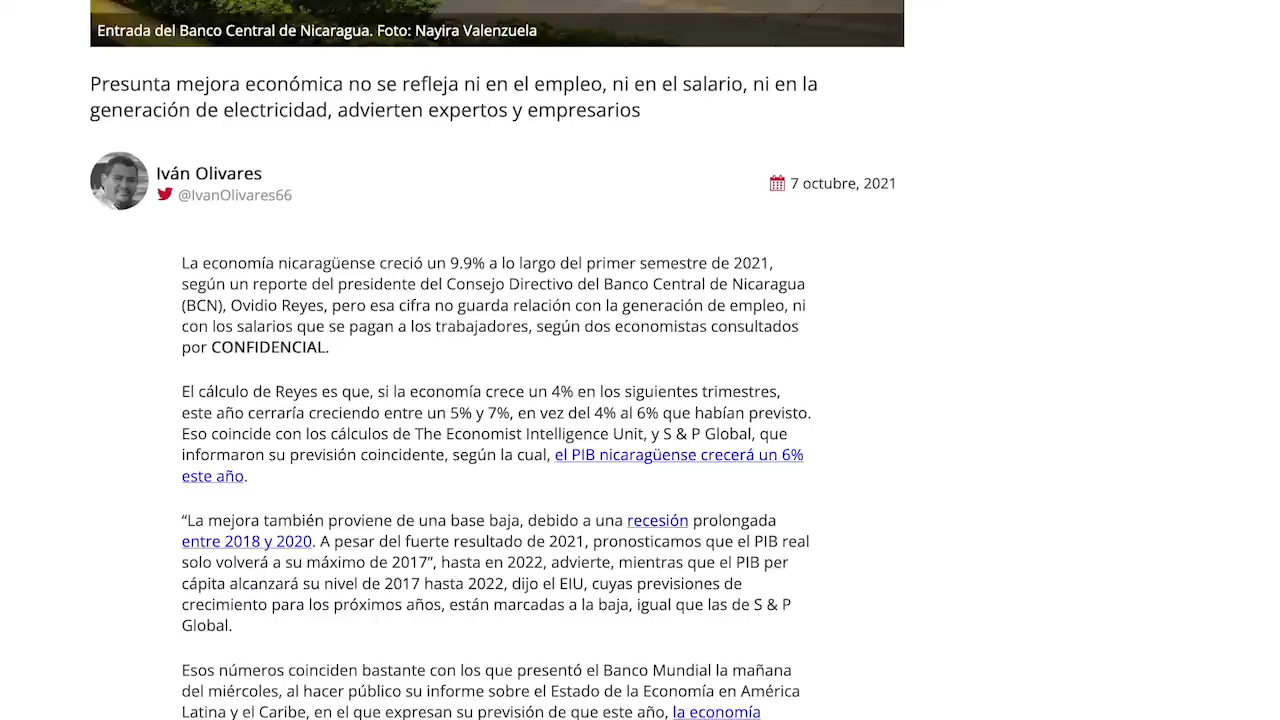 Entrada del Banco Central de Nicaragua. Foto: Nayira Valenzuela
Presunta mejora económica no se refleja ni en el empleo, ni en el salario, ni en la
generación de electricidad, advierten expertos y empresarios
Iván Olivares
@IvanOlivares66
7 octubre, 2021
La economía nicaragüense creció un 9.9% a lo largo del primer semestre de 2021,
según un reporte del presidente del Consejo Directivo del Banco Central de Nicaragua
(BCN), Ovidio Reyes, pero esa cifra no guarda relación con la generación de empleo, ni
con los salarios que se pagan a los trabajadores, según dos economistas consultados
por CONFIDENCIAL.
El cálculo de Reyes es que, si la economía crece un 4% en los siguientes trimestres,
este año cerraría creciendo entre un 5% y 7%, en vez del 4% al 6% que habían previsto.
Eso coincide con los cálculos de The Economist Intelligence Unit, y S & P Global, que
informaron su previsión coincidente, según la cual, el PIB nicaragüense crecerá un 6%
este año.
“La mejora también proviene de una base baja, debido a una recesión prolongada
entre 2018 y 2020. A pesar del fuerte resultado de 2021, pronosticamos que el PIB real
solo volverá a su máximo de 2017”, hasta en 2022, advierte, mientras que el PIB per
cápita alcanzará su nivel de 2017 hasta 2022, dijo el EIU, cuyas previsiones de
crecimiento para los próximos años, están marcadas a la baja, igual que las de S & P
Global.
Esos números coinciden bastante con los que presentó el Banco Mundial la mañana
del miércoles, al hacer público su informe sobre el Estado de la Economía en América
Latina y el Caribe, en el que expresan su previsión de que este año, la economía